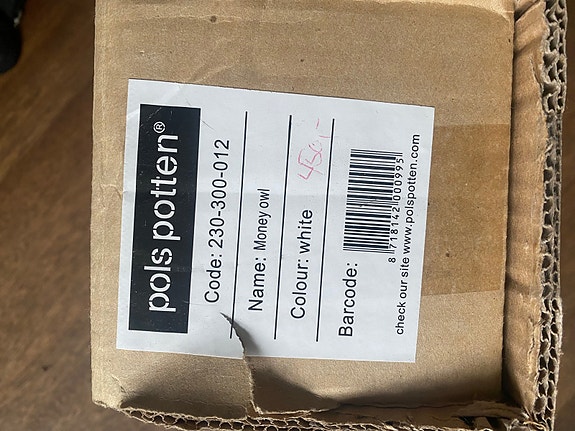 pols potten®
Code: 230-300-012
Name: Money owl
Colour: white
Barcode:
8 718142 000995
check our site www.polspotten.com